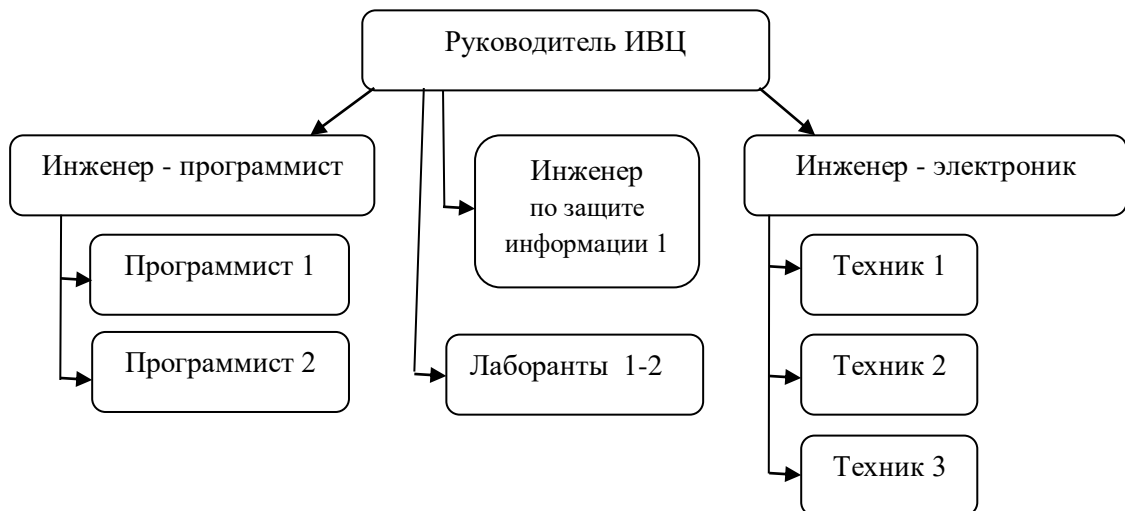 Руководитель ИВЦ
Инженер - программист
Инженер
по защите
информации 1
Инженер - электроник
Программист 1
Программист 2
Лаборанты 1-2
Техник 1
Техник 2
Техник 3